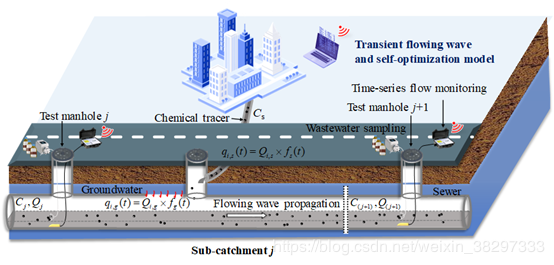 Transient flowing wave
and self-optimization model
Time-series flow monitoring
Test manhole j
Chemical tracer
C_s
Test manhole j+1
Wastewater sampling
q_{i,s}(t)=Q_{i,s}×f_s(t)
Groundwater
Sewer
C_j, Q_j
q_{i,g}(t)=Q_{i,g}×f_g(t)
Flowing wave propagation
C_{(j+1)}, Q_{(j+1)}
Sub-catchment j
https://blog.csdn.net/weixin_38297333